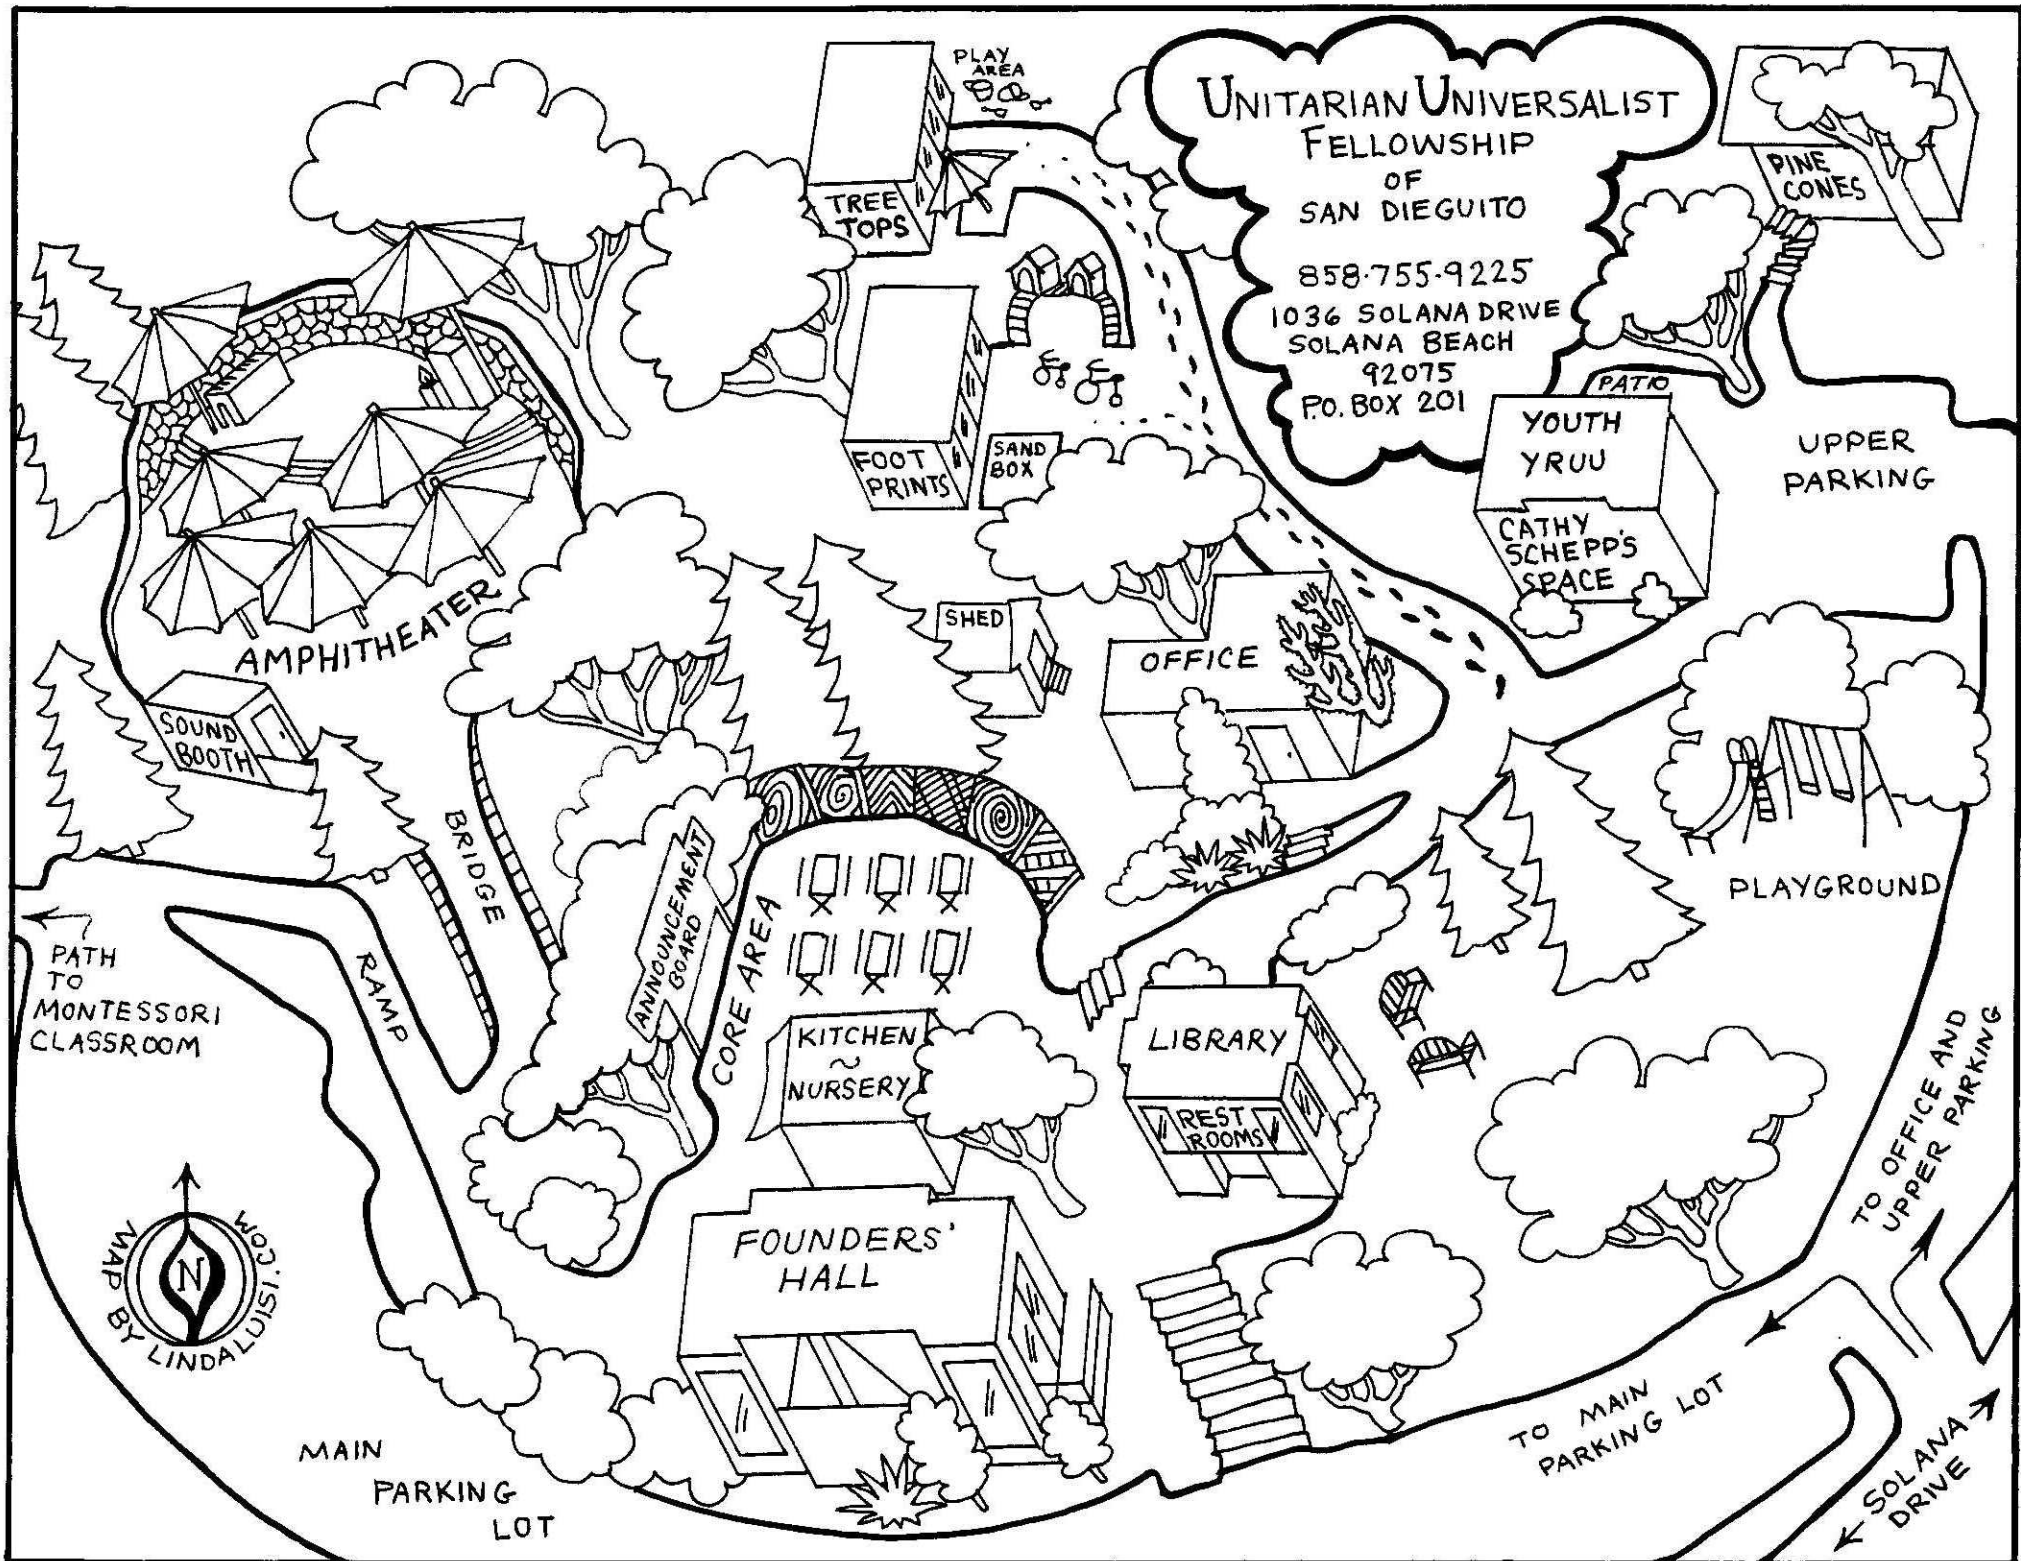 PLAY
AREA
UNITARIAN UNIVERSALIST
FELLOWSHIP
OF
SAN DIEGUITO
858·755·9225
1036 SOLANA DRIVE
SOLANA BEACH
92075
P.O. BOX 201
PINE
CONES
TREE
TOPS
PATIO
YOUTH
YRUU
CATHY
SCHEPP'S
SPACE
UPPER
PARKING
FOOT
PRINTS
SAND
BOX
AMPHITHEATER
SHED
OFFICE
SOUND
BOOTH
BRIDGE
ANNOUNCEMENT
BOARD
CORE AREA
PLAYGROUND
PATH
TO
MONTESSORI
CLASSROOM
RAMP
KITCHEN
~
NURSERY
LIBRARY
REST
ROOMS
TO OFFICE AND
UPPER PARKING
FOUNDERS'
HALL
N
MAP BY LINDALUISI.COM
MAIN
PARKING
LOT
TO MAIN
PARKING LOT
SOLANA
DRIVE